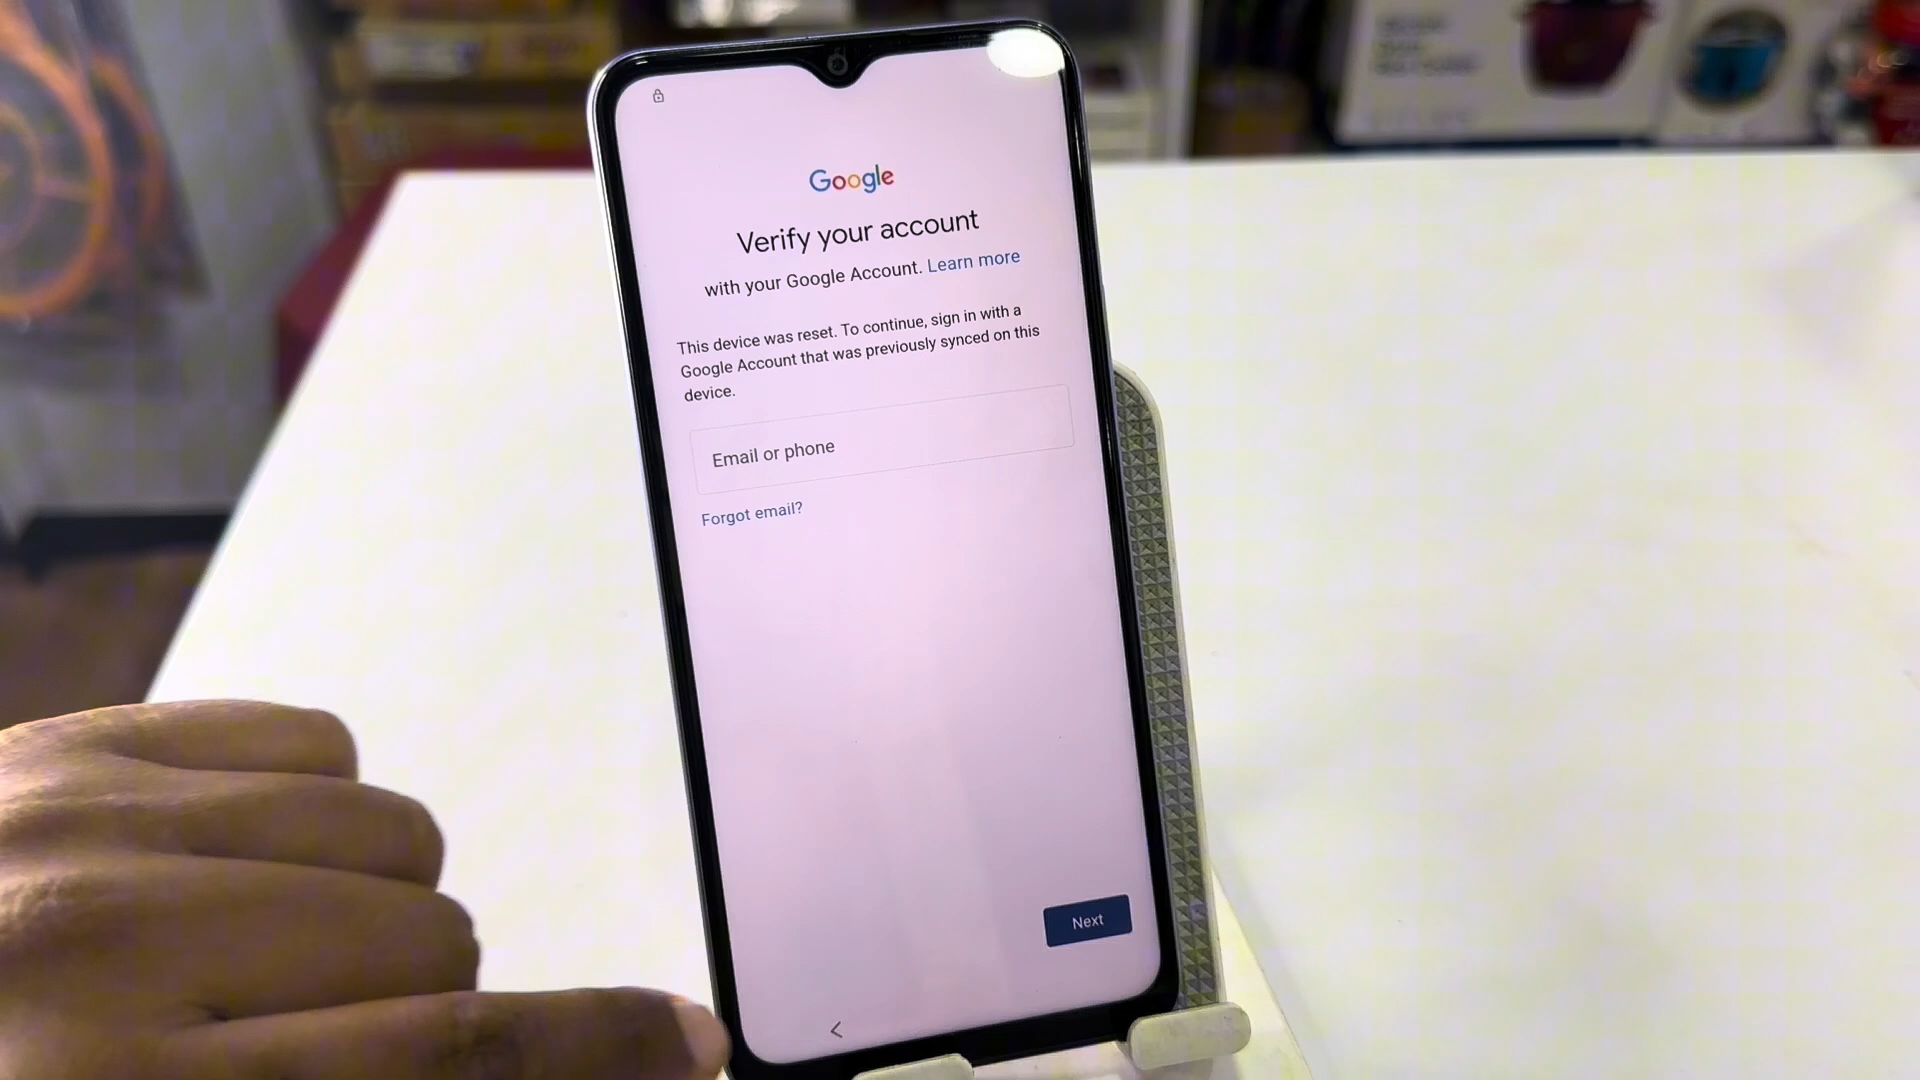 Google
Verify your account
with your Google Account. Learn more
This device was reset. To continue, sign in with a
Google Account that was previously synced on this
device.
Email or phone
Forgot email?
Next